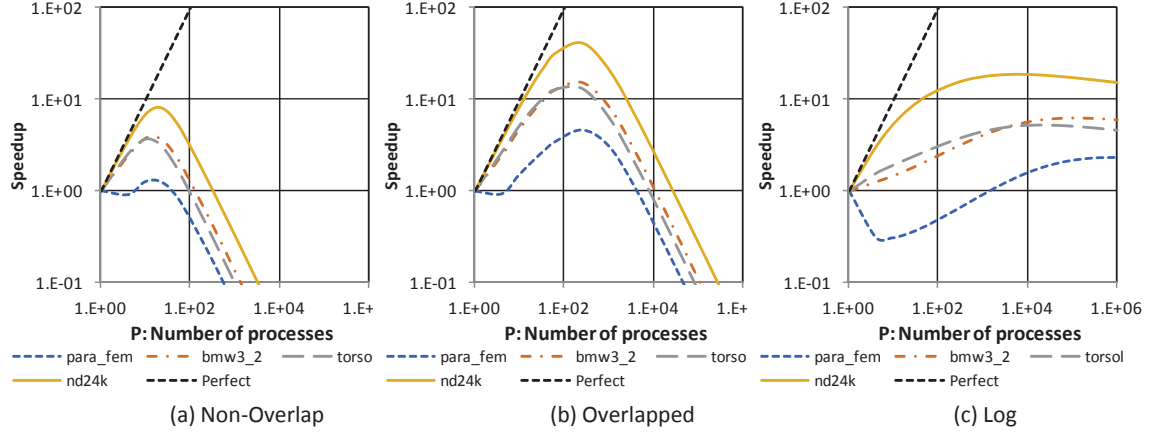 1.E+02
1.E+01
1.E+00
1.E-01
Speedup
1.E+00 1.E+02 1.E+04 1.E+
P: Number of processes
para_fem bmw3_2 torso
nd24k Perfect
(a) Non-Overlap
1.E+02
1.E+01
1.E+00
1.E-01
Speedup
1.E+00 1.E+02 1.E+04 1.E+
P: Number of processes
para_fem bmw3_2 torso
nd24k Perfect
(b) Overlapped
1.E+02
1.E+01
1.E+00
1.E-01
Speedup
1.E+00 1.E+02 1.E+04 1.E+06
P: Number of processes
para_fem bmw3_2 torsol
nd24k Perfect
(c) Log